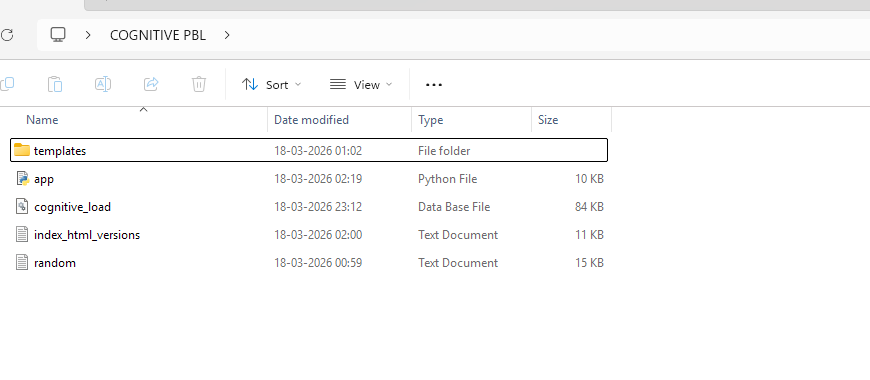 COGNITIVE PBL
Sort View
Name Date modified Type Size
templates 18-03-2026 01:02 File folder
app 18-03-2026 02:19 Python File 10 KB
cognitive_load 18-03-2026 23:12 Data Base File 84 KB
index_html_versions 18-03-2026 02:00 Text Document 11 KB
random 18-03-2026 00:59 Text Document 15 KB